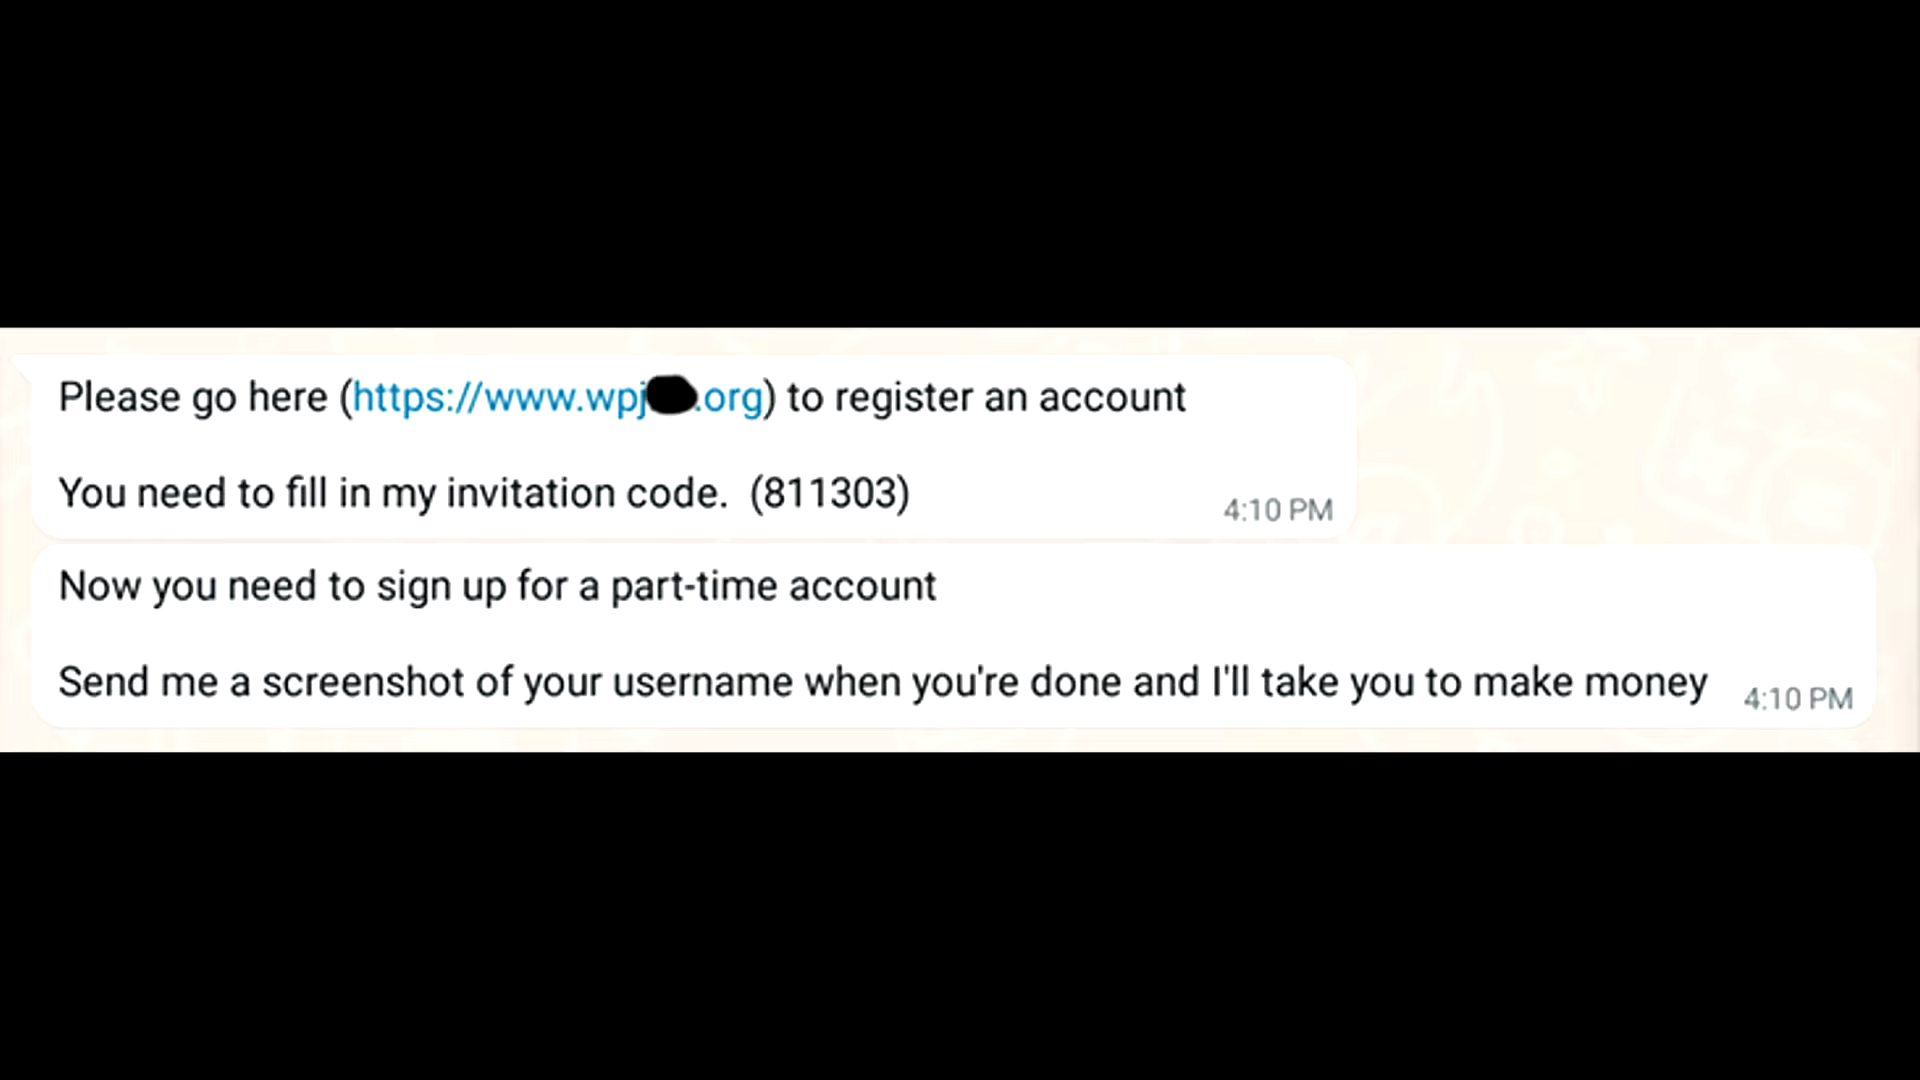 Please go here (https://www.wpj .org) to register an account
You need to fill in my invitation code. (811303)
4:10 PM
Now you need to sign up for a part-time account
Send me a screenshot of your username when you're done and I'll take you to make money
4:10 PM